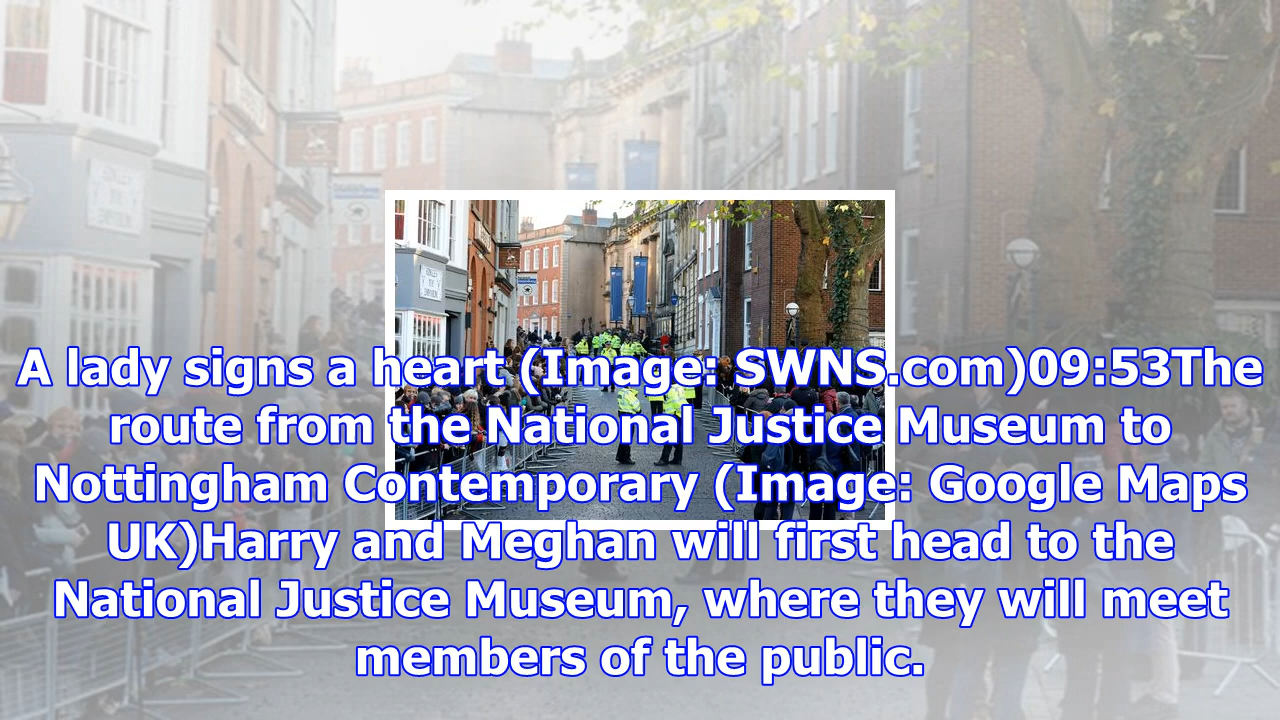 A lady signs a heart (Image: SWNS.com)09:53The
route from the National Justice Museum to
Nottingham Contemporary (Image: Google Maps
UK)Harry and Meghan will first head to the
National Justice Museum, where they will meet
members of the public.